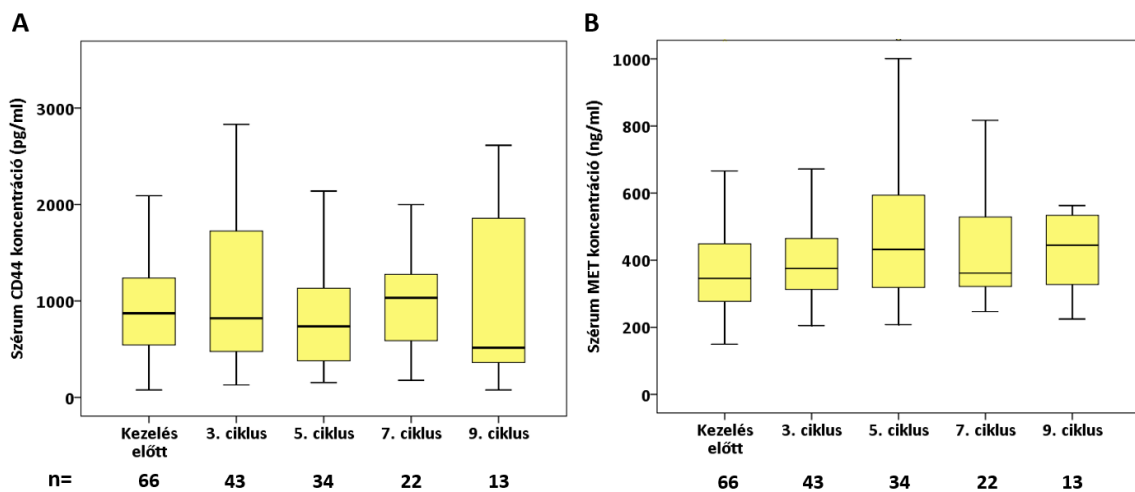 A
Szérum CD44 koncentráció (pg/ml)
3000
2000
1000
0
Kezelés előtt
3. ciklus
5. ciklus
7. ciklus
9. ciklus
n=
66
43
34
22
13
B
Szérum MET koncentráció (ng/ml)
1000
800
600
400
200
0
Kezelés előtt
3. ciklus
5. ciklus
7. ciklus
9. ciklus
66
43
34
22
13